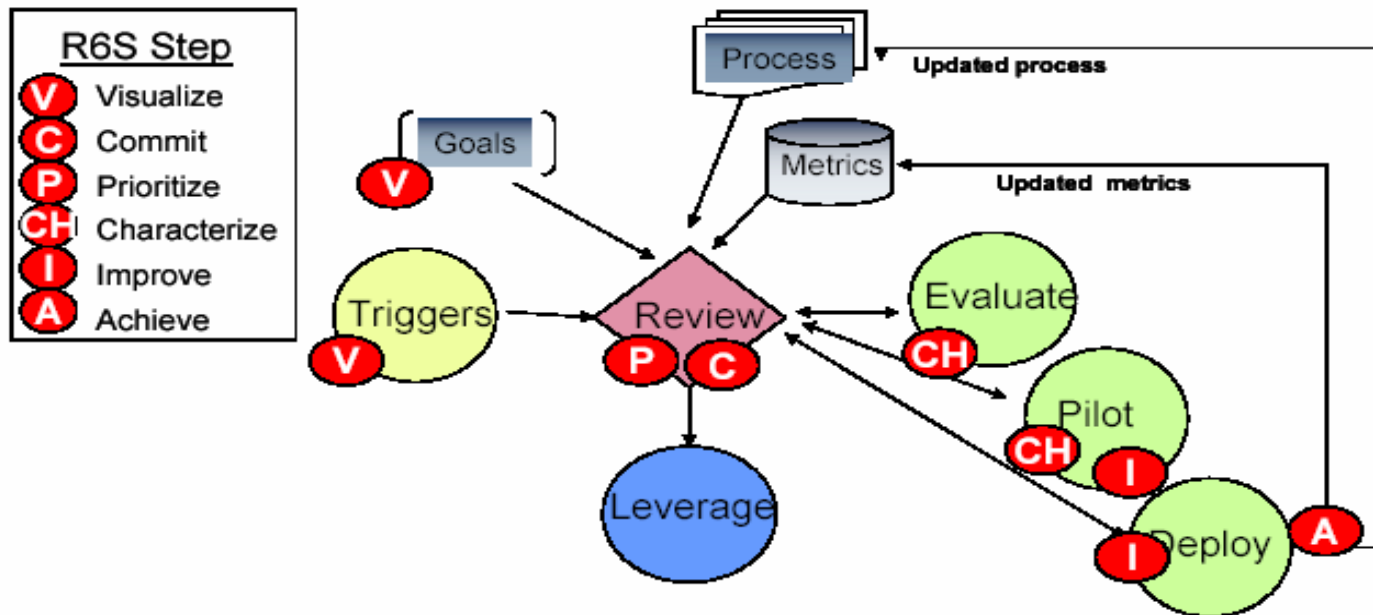 R6S Step
V Visualize
C Commit
P Prioritize
CH Characterize
I Improve
A Achieve
Process
Updated process
Goals
V
Metrics
Updated metrics
Triggers
V
Review
P C
Evaluate
CH
Pilot
CH
I
Leverage
Deploy
I
A